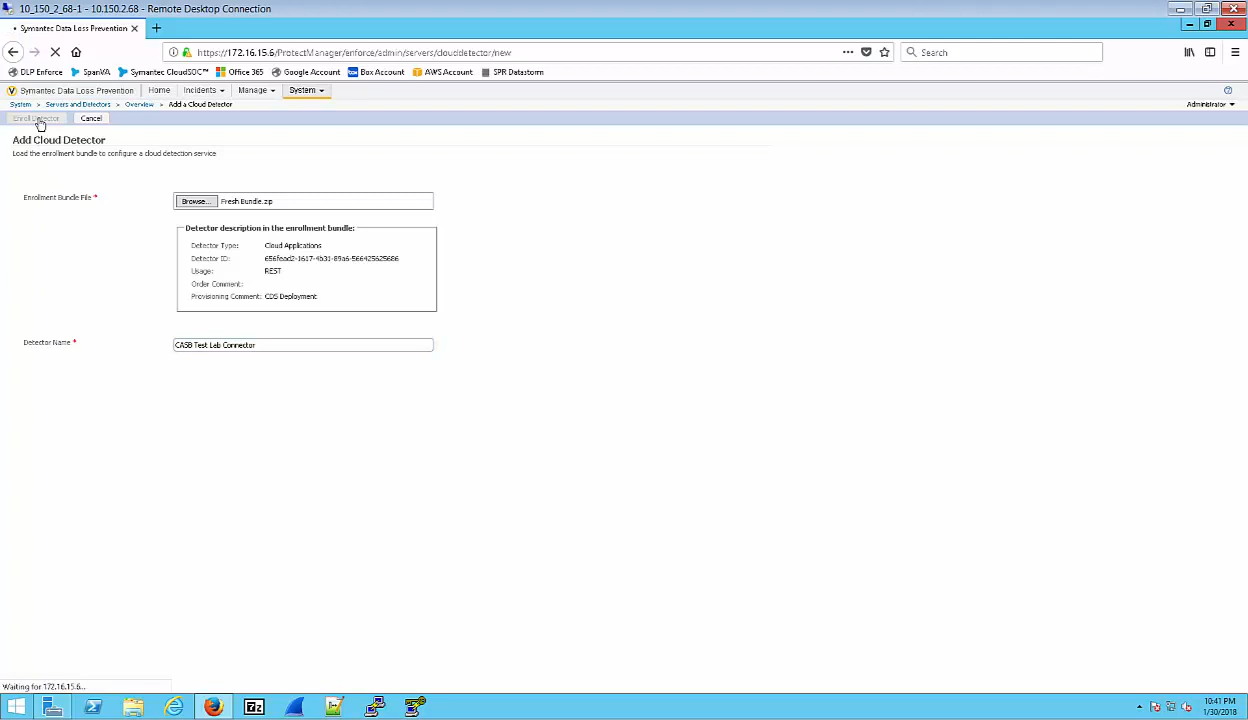 10_150_2_68-1 - 10.150.2.68 - Remote Desktop Connection
Symantec Data Loss Prevention
https://172.16.15.6/ProtectManager/enforce/admin/servers/clouddetector/new
Search
DLP Enforce SpanVA Symantec CloudSOC™ Office 365 Google Account Box Account AWS Account SPR Datastorm
Symantec Data Loss Prevention Home Incidents Manage System
System > Servers and Detectors > Overview > Add a Cloud Detector Administrator
Enroll Detector Cancel
Add Cloud Detector
Load the enrollment bundle to configure a cloud detection service
Enrollment Bundle File * Browse... Fresh Bundle.zip
Detector description in the enrollment bundle:
Detector Type: Cloud Applications
Detector ID: 656fead2-1617-4b31-89a6-566425625686
Usage: REST
Order Comment:
Provisioning Comment: CDS Deployment
Detector Name * CASB Test Lab Connector
Waiting for 172.16.15.6...
10:41 PM
1/30/2018